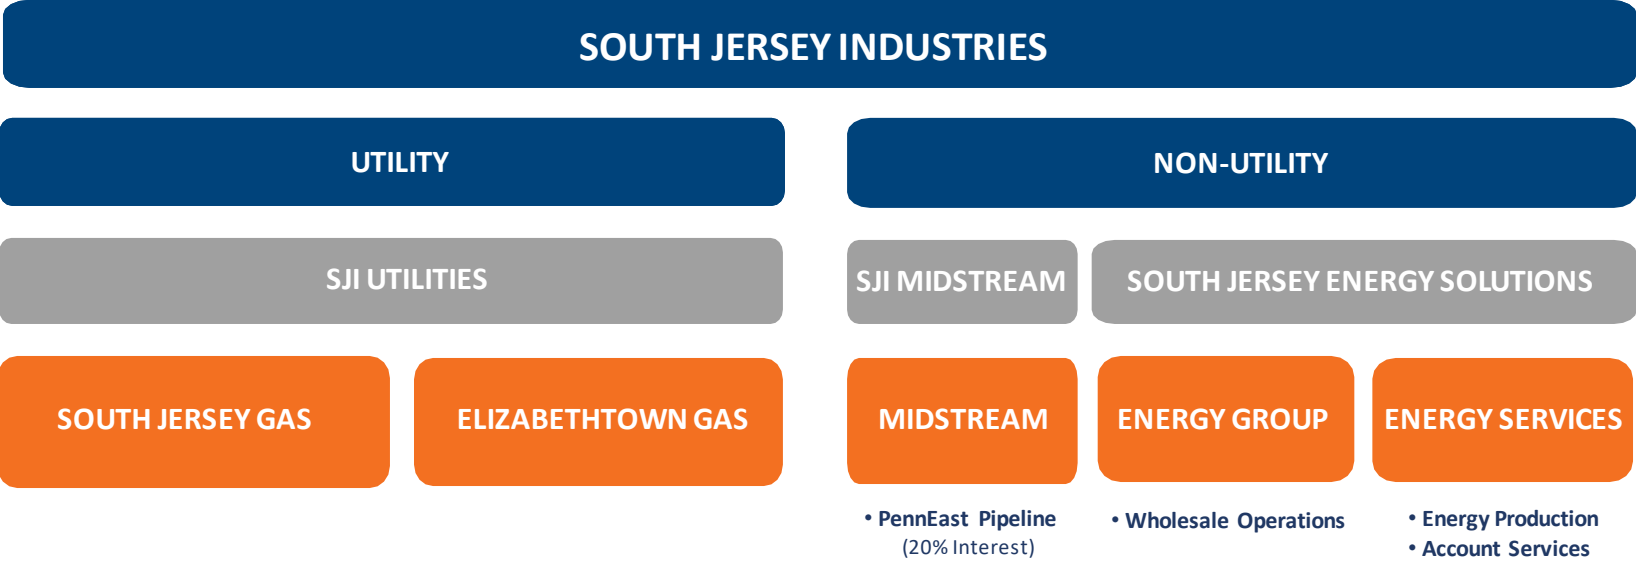 SOUTH JERSEY INDUSTRIES
UTILITY
NON-UTILITY
SJI UTILITIES
SJI MIDSTREAM
SOUTH JERSEY ENERGY SOLUTIONS
SOUTH JERSEY GAS
ELIZABETHTOWN GAS
MIDSTREAM
ENERGY GROUP
ENERGY SERVICES
• PennEast Pipeline
(20% Interest)
• Wholesale Operations
• Energy Production
• Account Services